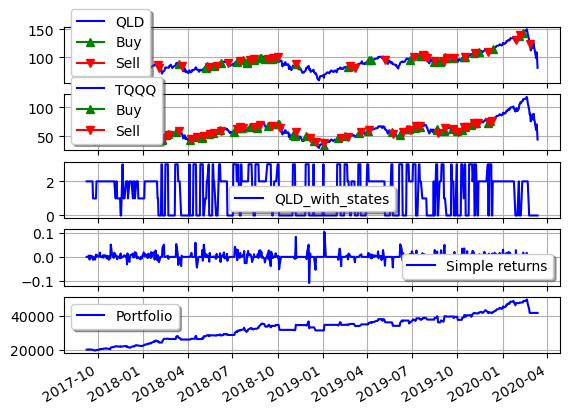 150
100
QLD
Buy
Sell
100
50
TQQQ
Buy
Sell
2
0
QLD_with_states
0.1
0.0
−0.1
Simple returns
40000
20000
Portfolio
2017-10
2018-01
2018-04
2018-07
2018-10
2019-01
2019-04
2019-07
2019-10
2020-01
2020-04